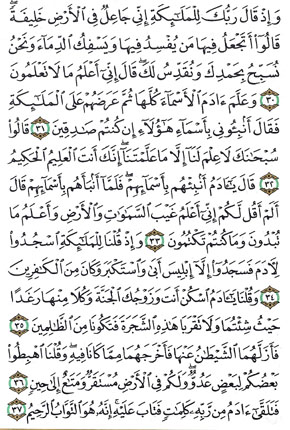 وَإِذْ قَالَ رَبُّكَ لِلْمَلَٰٓئِكَةِ إِنِّي جَاعِلٌ فِي ٱلْأَرْضِ خَلِيفَةً ۖ
قَالُوٓا۟ أَتَجْعَلُ فِيهَا مَن يُفْسِدُ فِيهَا وَيَسْفِكُ ٱلدِّمَآءَ وَنَحْنُ
نُسَبِّحُ بِحَمْدِكَ وَنُقَدِّسُ لَكَ ۖ قَالَ إِنِّيٓ أَعْلَمُ مَا لَا تَعْلَمُونَ
٣٠ وَعَلَّمَ ءَادَمَ ٱلْأَسْمَآءَ كُلَّهَا ثُمَّ عَرَضَهُمْ عَلَى ٱلْمَلَٰٓئِكَةِ
فَقَالَ أَنۢبِـُٔونِي بِأَسْمَآءِ هَٰٓؤُلَآءِ إِن كُنتُمْ صَٰدِقِينَ ٣١ قَالُوا۟
سُبْحَٰنَكَ لَا عِلْمَ لَنَآ إِلَّا مَا عَلَّمْتَنَآ ۖ إِنَّكَ أَنتَ ٱلْعَلِيمُ ٱلْحَكِيمُ
٣٢ قَالَ يَٰٓـَٔادَمُ أَنۢبِئْهُم بِأَسْمَآئِهِمْ ۖ فَلَمَّآ أَنۢبَأَهُم بِأَسْمَآئِهِمْ قَالَ
أَلَمْ أَقُل لَّكُمْ إِنِّيٓ أَعْلَمُ غَيْبَ ٱلسَّمَٰوَٰتِ وَٱلْأَرْضِ وَأَعْلَمُ مَا
تُبْدُونَ وَمَا كُنتُمْ تَكْتُمُونَ ٣٣ وَإِذْ قُلْنَا لِلْمَلَٰٓئِكَةِ ٱسْجُدُوا۟
لِـَٔادَمَ فَسَجَدُوٓا۟ إِلَّآ إِبْلِيسَ أَبَىٰ وَٱسْتَكْبَرَ وَكَانَ مِنَ ٱلْكَٰفِرِينَ
٣٤ وَقُلْنَا يَٰٓـَٔادَمُ ٱسْكُنْ أَنتَ وَزَوْجُكَ ٱلْجَنَّةَ وَكُلَا مِنْهَا رَغَدًا
حَيْثُ شِئْتُمَا وَلَا تَقْرَبَا هَٰذِهِ ٱلشَّجَرَةَ فَتَكُونَا مِنَ ٱلظَّٰلِمِينَ ٣٥
فَأَزَلَّهُمَا ٱلشَّيْطَٰنُ عَنْهَا فَأَخْرَجَهُمَا مِمَّا كَانَا فِيهِ ۖ وَقُلْنَا ٱهْبِطُوا۟
بَعْضُكُمْ لِبَعْضٍ عَدُوٌّ ۖ وَلَكُمْ فِي ٱلْأَرْضِ مُسْتَقَرٌّ وَمَتَٰعٌ إِلَىٰ حِينٍ ٣٦
فَتَلَقَّىٰٓ ءَادَمُ مِن رَّبِّهِۦ كَلِمَٰتٍ فَتَابَ عَلَيْهِ ۚ إِنَّهُۥ هُوَ ٱلتَّوَّابُ ٱلرَّحِيمُ ٣٧